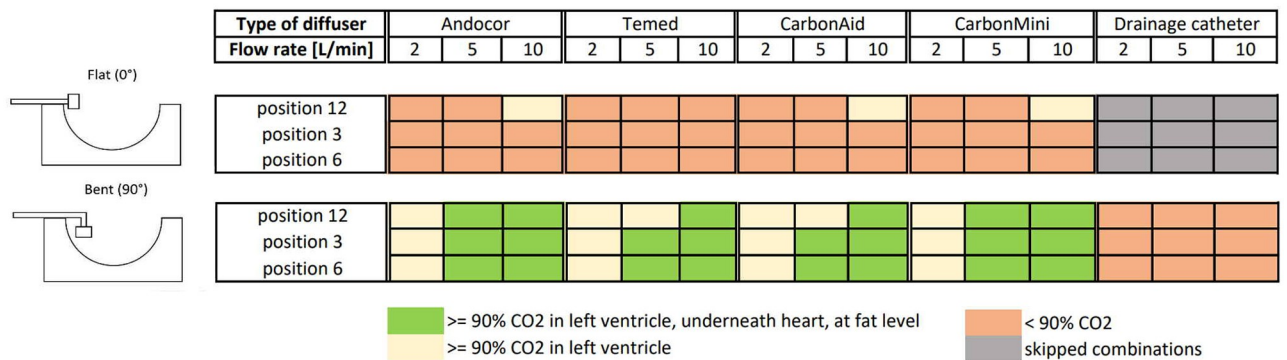 Type of diffuser Andocor Temed CarbonAid CarbonMini Drainage catheter
Flow rate [L/min] 2 5 10 2 5 10 2 5 10 2 5 10 2 5 10
Flat (0°)
position 12
position 3
position 6
Bent (90°)
position 12
position 3
position 6
>= 90% CO2 in left ventricle, underneath heart, at fat level < 90% CO2
>= 90% CO2 in left ventricle skipped combinations